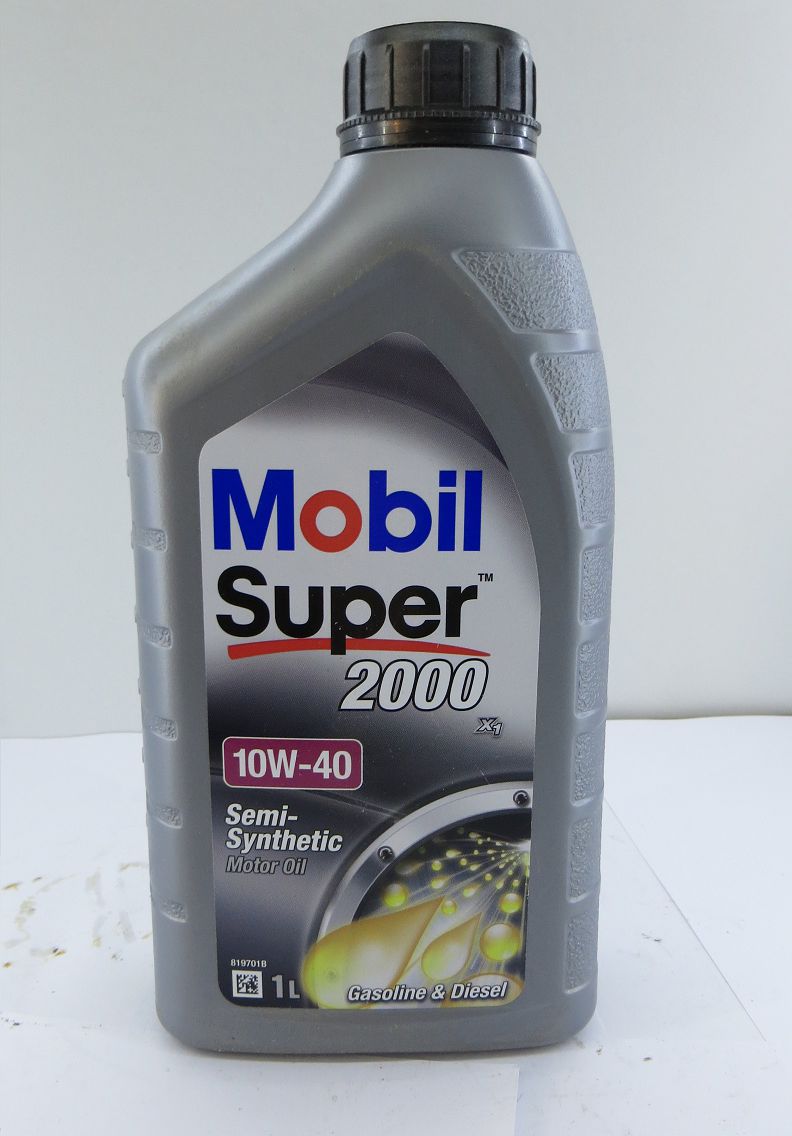 Mobil
Super™
2000
X1
10W-40
Semi-
Synthetic
Motor Oil
819701B
1L
Gasoline & Diesel